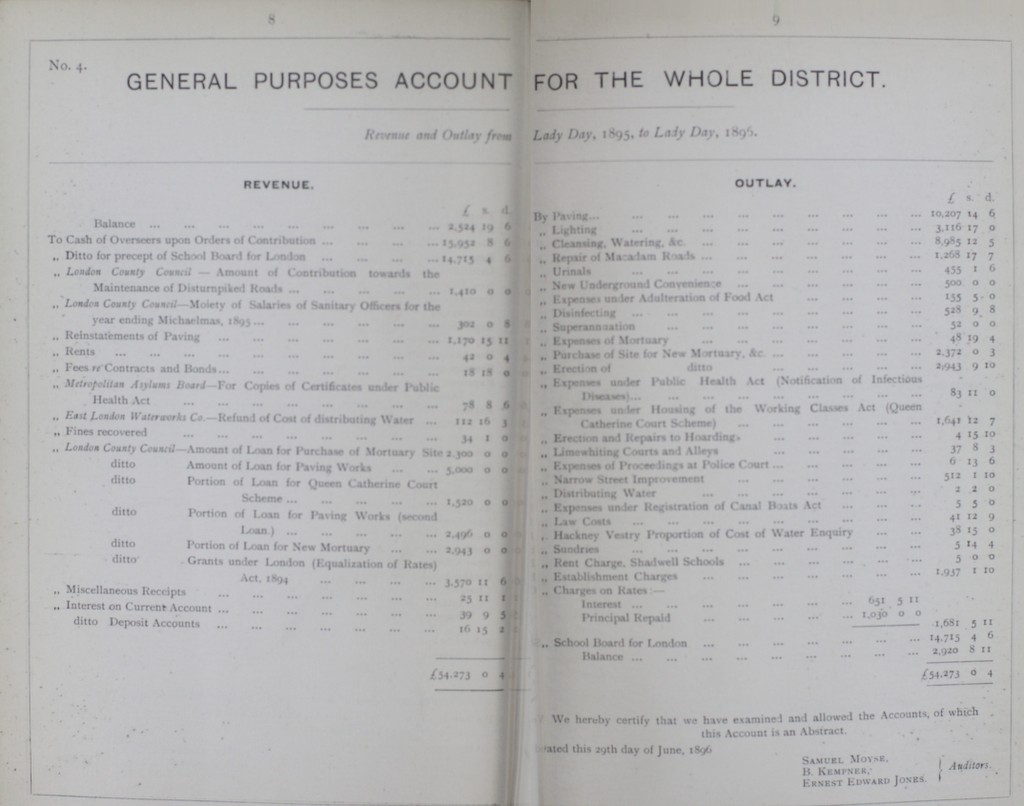 8
No. 4.
GENERAL PURPOSES ACCOUNT
Revenue and Outlay from
REVENUE.
£ s. d.
Balance ... 2,524 19 6
To Cash of Overseers upon Orders of Contribution ... 15,952 8 6
„ Ditto for precept of School Board for London ... 14,715 4 6
„ London County Council — Amount of Contribution towards the
Maintenance of Disturnpiked Roads ... 1,410 0 0
„ London County Council—Moiety of Salaries of Sanitary Officers for the
year ending Michaelmas, 1895 ... 302 0 8
„ Reinstatements of Paving ... 1,170 15 11
„ Rents ... 42 0 4
„ Fees re Contracts and Bonds ... 18 18 0
„ Metropolitan Asylums Board—For Copies of Certificates under Public
Health Act ... 78 8 6
„ East London Waterworks Co.—Refund of Cost of distributing Water ... 112 16 3
„ Fines recovered ... 34 1 0
„ London County Council—Amount of Loan for Purchase of Mortuary Site 2,300 0 0
ditto Amount of Loan for Paving Works ... 5,000 0 0
ditto Portion of Loan for Queen Catherine Court
Scheme ... 1,520 0 0
ditto Portion of Loan for Paving Works (second
Loan.) ... 2,496 0 0
ditto Portion of Loan for New Mortuary ... 2,943 0 0
ditto Grants under London (Equalization of Rates)
Act, 1894 ... 3,570 11 6
„ Miscellaneous Receipts ... 25 11 1
„ Interest on Current Account ... 39 9 5
ditto Deposit Accounts ... 16 15 2
£54,273 0 4
9
FOR THE WHOLE DISTRICT.
Lady Day, 1895, to Lady Day, 1896.
OUTLAY.
£ s. d.
By Paving ... 10,207 14 6
„ Lighting ... 3,116 17 0
„ Cleansing, Watering, &c. ... 8,985 12 5
„ Repair of Macadam Roads ... 1,268 17 7
„ Urinals ... 455 1 6
„ New Underground Convenience ... 500 0 0
„ Expenses under Adulteration of Food Act ... 155 5 0
„ Disinfecting ... 528 9 8
„ Superannuation ... 52 0 0
„ Expenses of Mortuary ... 48 19 4
„ Purchase of Site for New Mortuary, &c. ... 2,372 0 3
„ Erection of ditto ... 2,943 9 10
„ Expenses under Public Health Act (Notification of Infectious
Diseases) ... 83 11 0
„ Expenses under Housing of the Working Classes Act (Queen
Catherine Court Scheme) ... 1,641 12 7
„ Erection and Repairs to Hoardings ... 4 15 10
„ Limewhiting Courts and Alleys ... 37 8 3
„ Expenses of Proceedings at Police Court ... 6 13 6
„ Narrow Street Improvement ... 512 1 10
„ Distributing Water ... 2 2 0
„ Expenses under Registration of Canal Boats Act ... 5 5 0
„ Law Costs ... 41 12 9
„ Hackney Vestry Proportion of Cost of Water Enquiry ... 38 15 0
„ Sundries ... 5 14 4
„ Rent Charge, Shadwell Schools ... 5 0 0
„ Establishment Charges ... 1,937 1 10
„ Charges on Rates :—
Interest ... 651 5 11
Principal Repaid ... 1,030 0 0
1,681 5 11
„ School Board for London ... 14,715 4 6
Balance ... 2,920 8 11
£54,273 0 4
We hereby certify that we have examined and allowed the Accounts, of which
this Account is an Abstract.
ated this 29th day of June, 1896
SAMUEL MOYSE,
B. KEMPNER,
ERNEST EDWARD JONES.
Auditors.